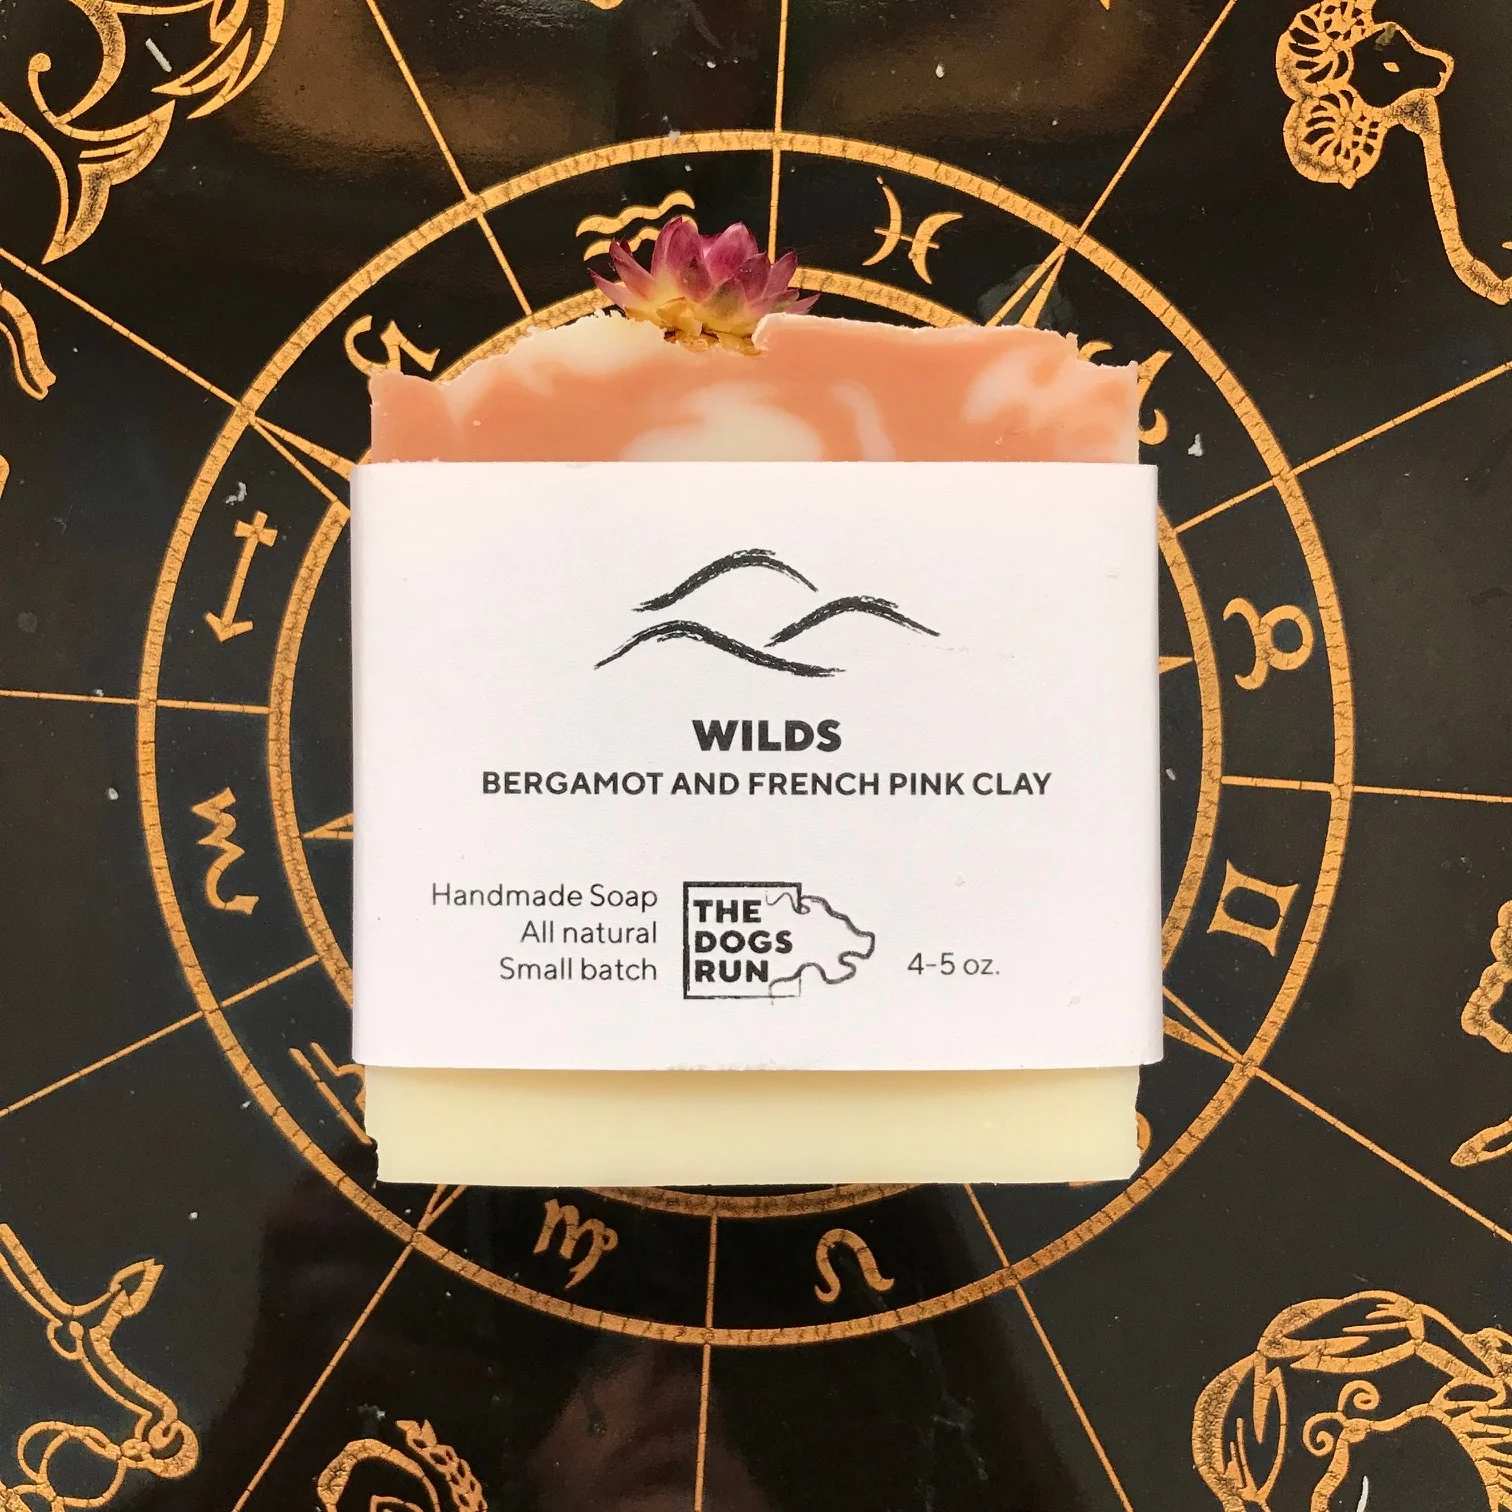 WILDS
BERGAMOT AND FRENCH PINK CLAY
Handmade Soap
All natural
Small batch
THE
DOGS
RUN
4-5 oz.